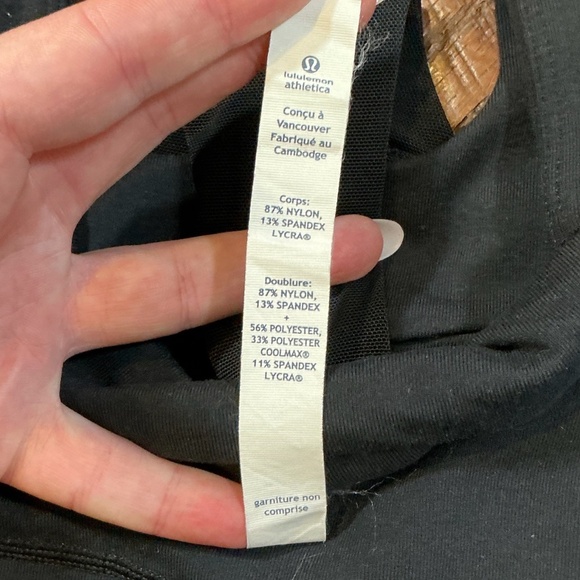 lululemon
athletica
Conçu à
Vancouver
Fabriqué au
Cambodge
Corps:
87% NYLON,
13% SPANDEX
LYCRA®
Doublure:
87% NYLON,
13% SPANDEX
+
56% POLYESTER,
33% POLYESTER
COOLMAX®
11% SPANDEX
LYCRA®
garniture non
comprise